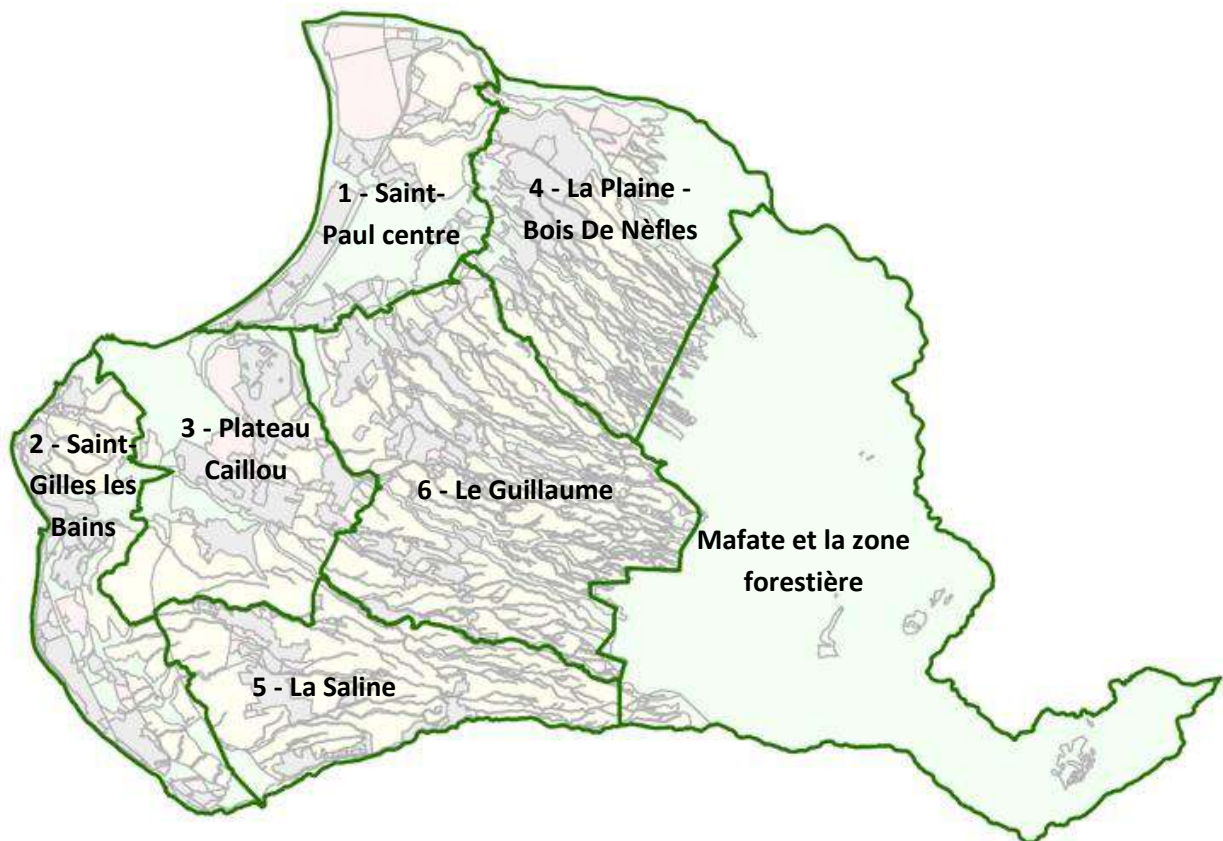 1 - Saint-
Paul centre
4 - La Plaine -
Bois De Nèfles
2 - Saint-
Gilles les
Bains
3 - Plateau
Caillou
6 - Le Guillaume
Mafate et la zone
forestière
5 - La Saline